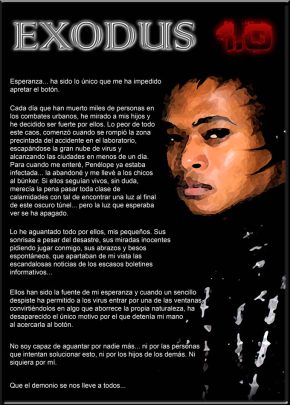 EXODUS 1.0
Esperanza... ha sido lo único que me ha impedido
apretar el botón.
Cada día que han muerto miles de personas en
los combates urbanos, he mirado a mis hijos y
he decidido ser fuerte por ellos. Lo peor de todo
este caos, comenzó cuando se rompió la zona
precintada del accidente en el laboratorio,
escapándose la gran nube de virus y
alcanzando las ciudades en menos de un día.
Para cuando me enteré, Penélope ya estaba
infectada... la abandoné y me llevé a los chicos
al búnker. Si ellos seguían vivos, sin duda,
merecía la pena pasar toda clase de
calamidades con tal de encontrar una luz al final
de este oscuro túnel... pero la luz que esperaba
ver se ha apagado.
Lo he aguantado todo por ellos, mis pequeños. Sus
sonrisas a pesar del desastre, sus miradas inocentes
pidiendo jugar conmigo, sus abrazos y besos
espontáneos, que apartaban de mi vista las
escandalosas noticias de los escasos boletines
informativos...
Ellos han sido la fuente de mi esperanza y cuando un sencillo
despiste ha permitido a los virus entrar por una de las ventanas
convirtiéndolos en algo que aborrece la propia naturaleza, ha
desaparecido el único motivo por el que detenía mi mano
al acercarla al botón.
No soy capaz de aguantar por nadie más... ni por las personas
que intentan solucionar esto, ni por los hijos de los demás. Ni
siquiera por mí.
Que el demonio se nos lleve a todos...